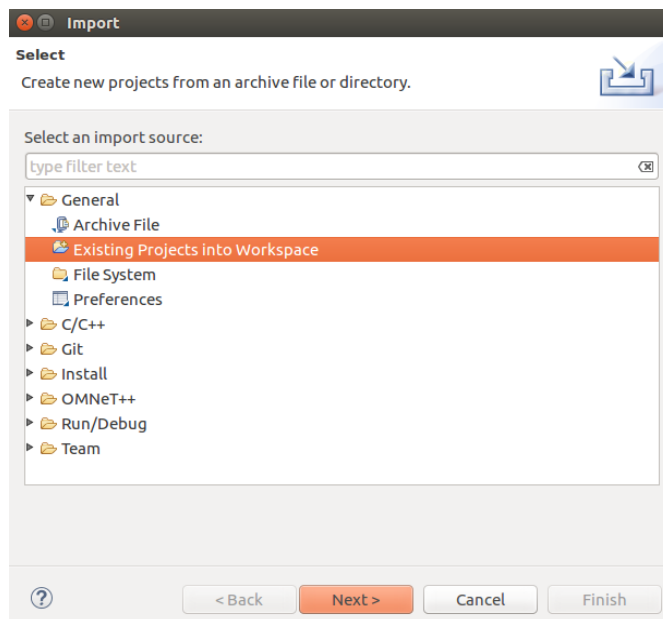 Import
Select
Create new projects from an archive file or directory.
Select an import source:
type filter text
General
Archive File
Existing Projects into Workspace
File System
Preferences
C/C++
Git
Install
OMNeT++
Run/Debug
Team
? < Back Next > Cancel Finish